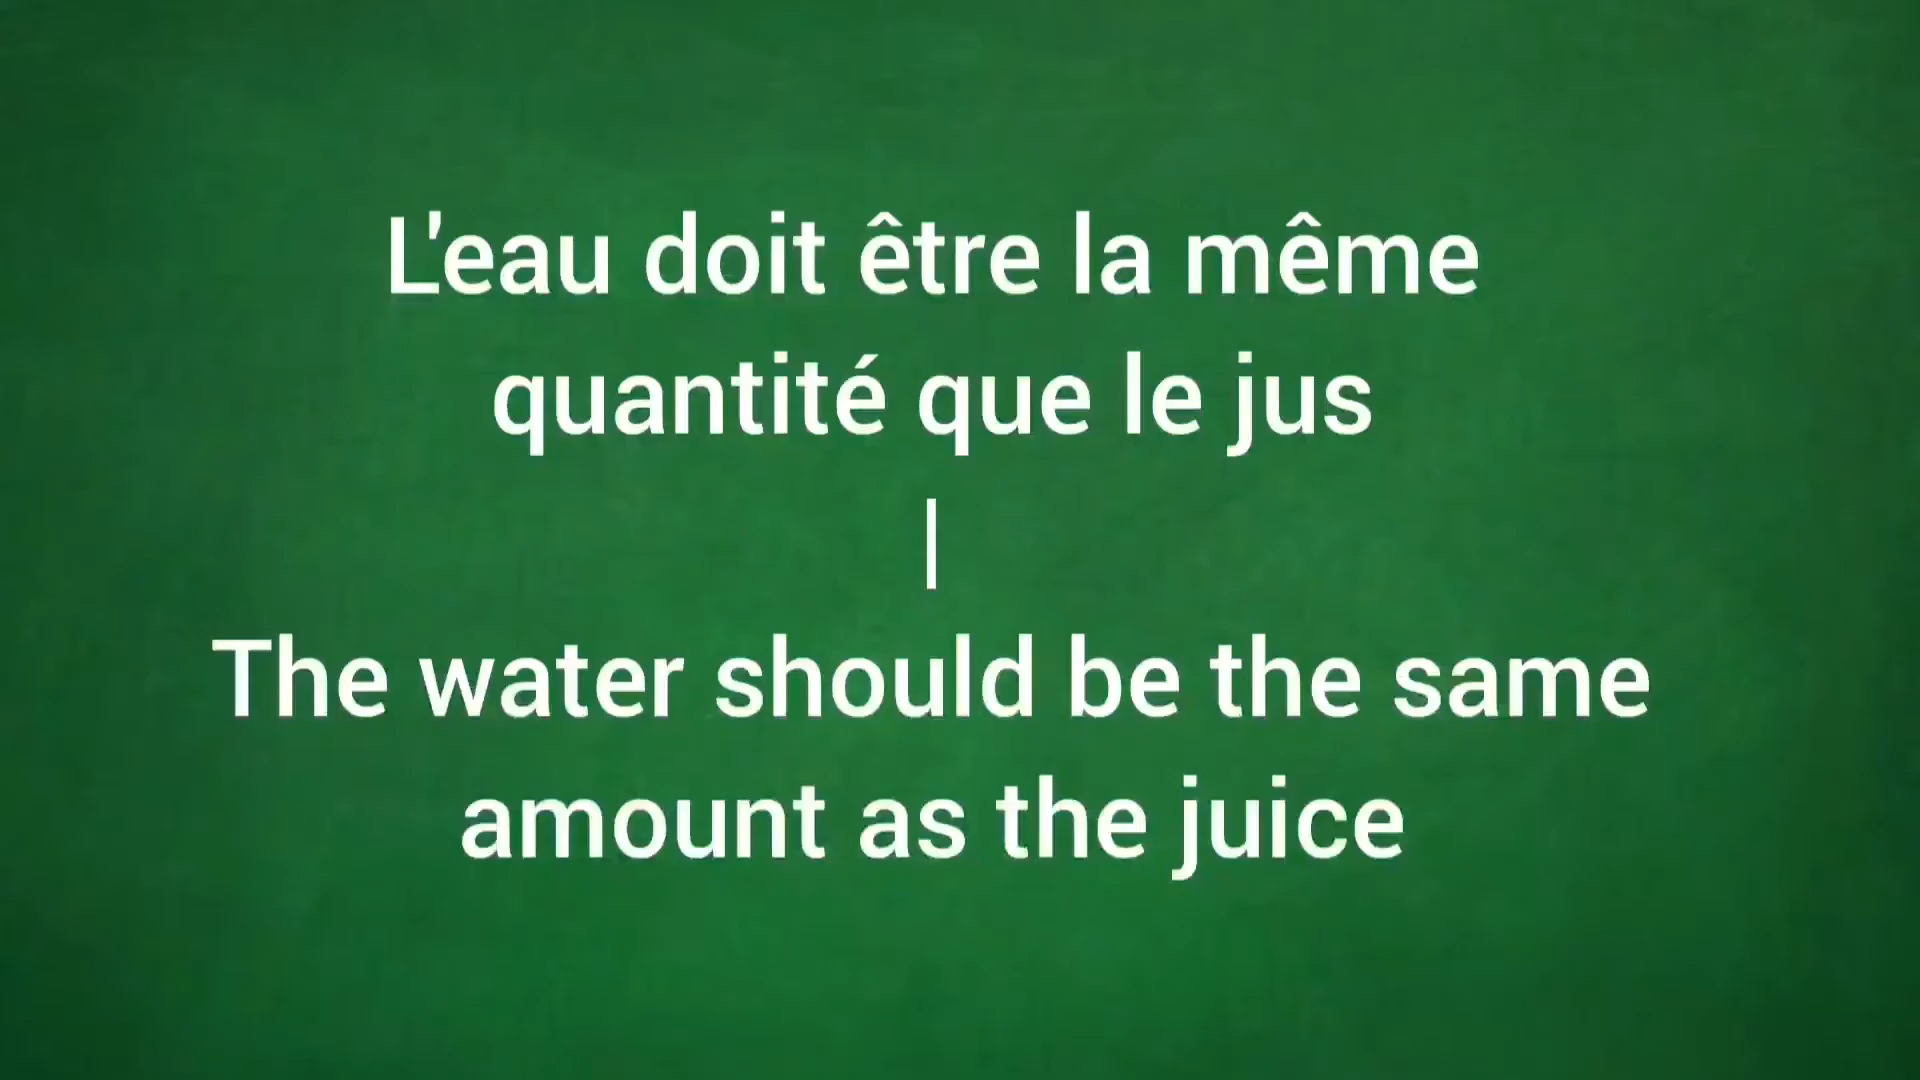 L'eau doit être la même
quantité que le jus
|
The water should be the same
amount as the juice